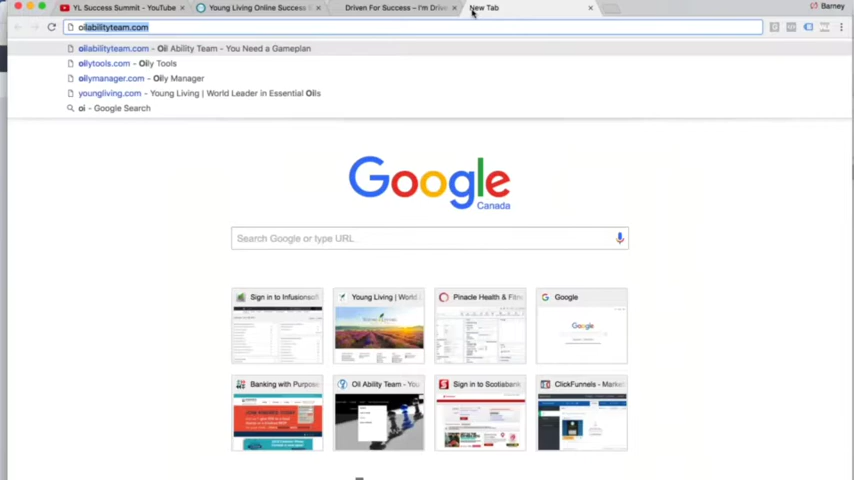 YL Success Summit - YouTube
Young Living Online Success S
Driven For Success – I'm Drive
New Tab
Barney
oilabilityteam.com
oilabilityteam.com – Oil Ability Team - You Need a Gameplan
oilytools.com – Oily Tools
oilymanager.com – Oily Manager
youngliving.com – Young Living | World Leader in Essential Oils
oi – Google Search
Google
Canada
Search Google or type URL
Sign in to Infusionsoft
Young Living | World L
Pinacle Health & Fitn
Google
Banking with Purpose
Oil Ability Team - You
Sign in to Scotiabank
ClickFunnels – Market